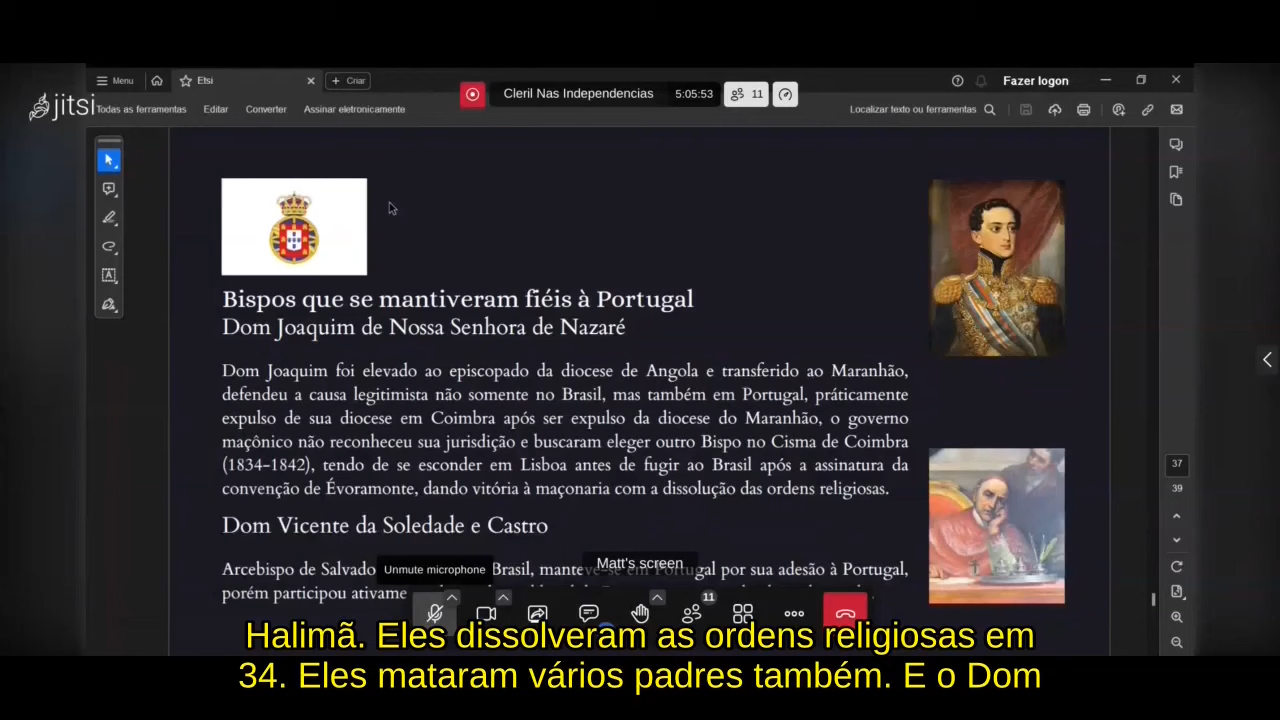 Menu
Etsi
Criar
Fazer logon
jitsi
Todas as ferramentas
Editar
Converter
Assinar eletronicamente
Cleril Nas Independencias
5:05:53
11
Localizar texto ou ferramentas
Bispos que se mantiveram fiéis à Portugal
Dom Joaquim de Nossa Senhora de Nazaré
Dom Joaquim foi elevado ao episcopado da diocese de Angola e transferido ao Maranhão,
defendeu a causa legitimista não somente no Brasil, mas também em Portugal, práticamente
expulso de sua diocese em Coimbra após ser expulso da diocese do Maranhão, o governo
maçônico não reconheceu sua jurisdição e buscaram eleger outro Bispo no Cisma de Coimbra
(1834-1842), tendo de se esconder em Lisboa antes de fugir ao Brasil após a assinatura da
convenção de Évoramonte, dando vitória à maçonaria com a dissolução das ordens religiosas.
37
39
Dom Vicente da Soledade e Castro
Arcebispo de Salvado
Unmute microphone
Brasil, manteve-se em Portugal por sua adesão à Portugal,
Matt's screen
porém participou ativame
11
Halimã. Eles dissolveram as ordens religiosas em
34. Eles mataram vários padres também. E o Dom